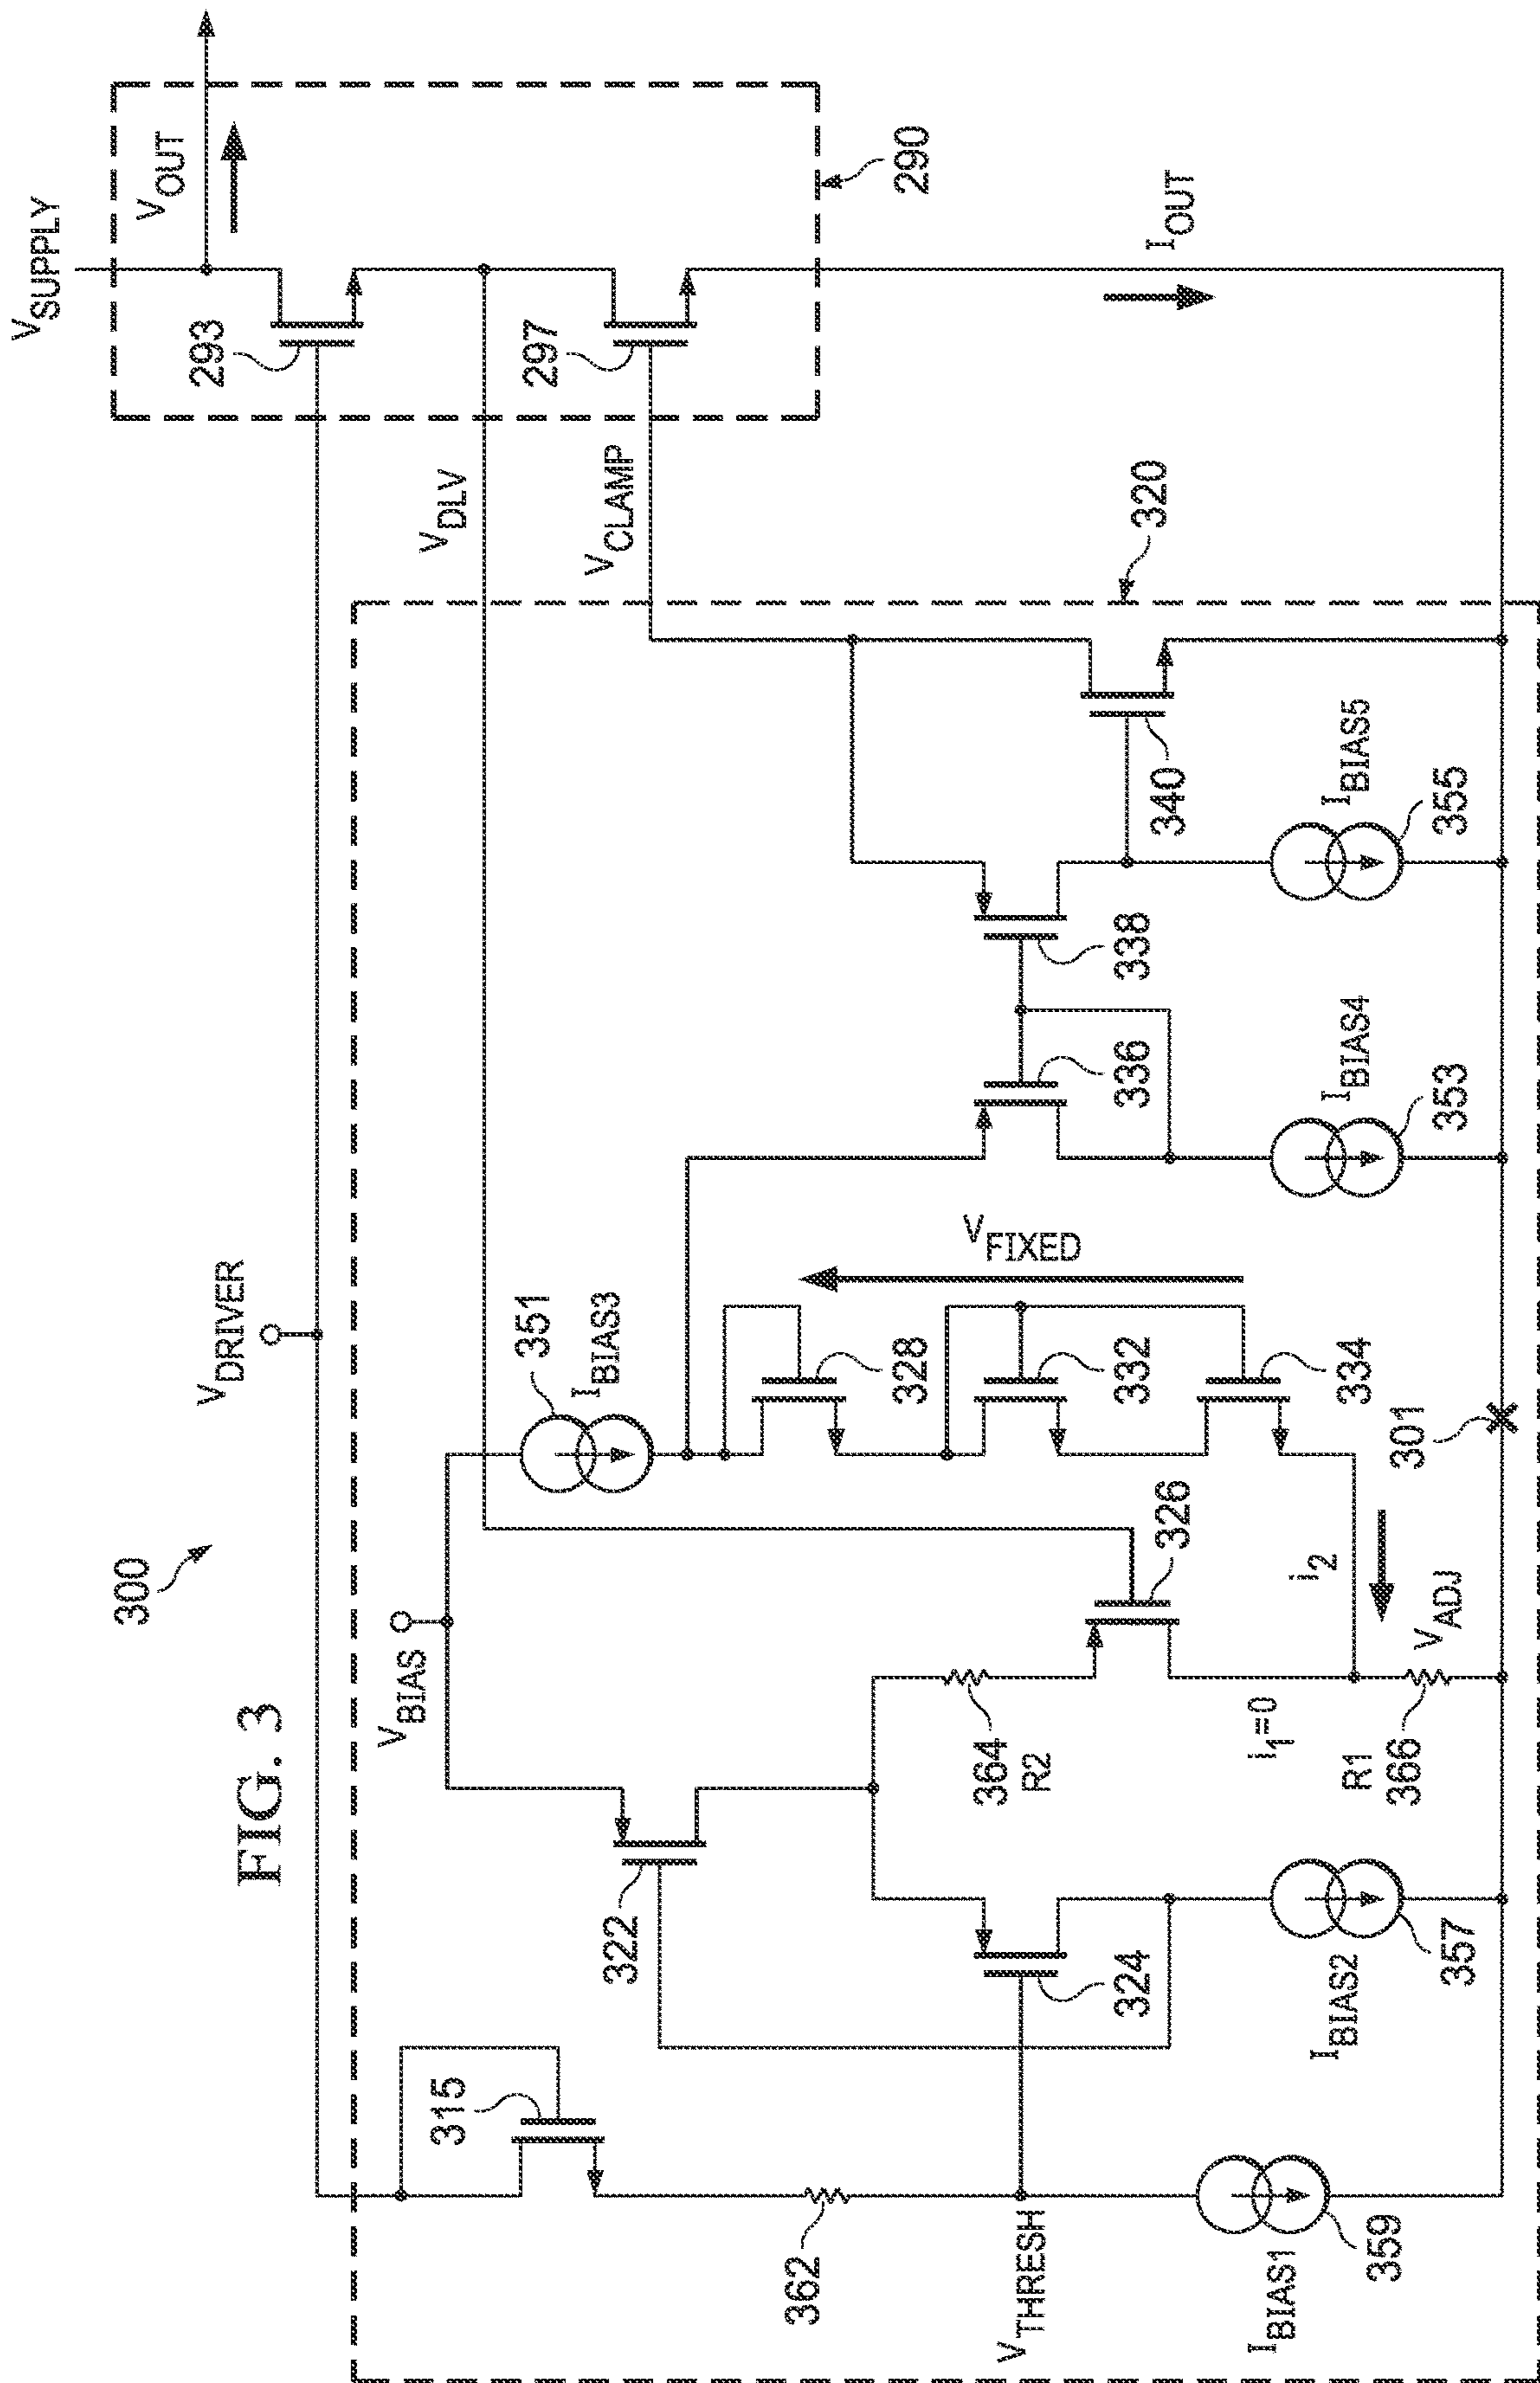 FIG. 3
300
V_SUPPLY
V_OUT
293
290
V_DRIVER
V_DLV
297
V_CLAMP
I_OUT
320
V_BIAS
351
I_BIAS3
315
322
328
V_FIXED
332
334
336
338
340
362
324
364
R2
326
i_2
i_1=0
V_THRESH
R1
366
V_ADJ
301
I_BIAS1
359
I_BIAS2
357
I_BIAS4
353
I_BIAS5
355